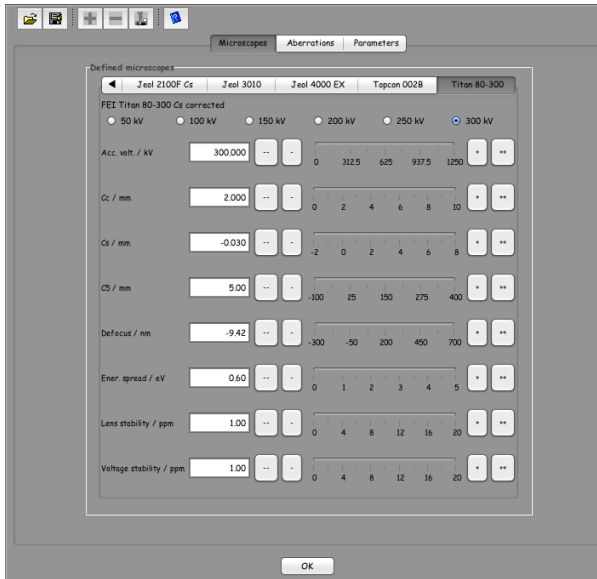 Microscopes Aberrations Parameters
Defined microscopes
Jeol 2100F Cs Jeol 3010 Jeol 4000 EX Topcon 002B Titan 80-300
FEI Titan 80-300 Cs corrected
50 kV 100 kV 150 kV 200 kV 250 kV 300 kV
Acc. volt. / kV 300.000 -- - + ++
0 312.5 625 937.5 1250
Cc / mm 2.000 -- - + ++
0 2 4 6 8 10
Cs / mm -0.030 -- - + ++
-2 0 2 4 6 8
C5 / mm 5.00 -- - + ++
-100 25 150 275 400
Defocus / nm -9.42 -- - + ++
-300 -50 200 450 700
Ener. spread / eV 0.60 -- - + ++
0 1 2 3 4 5
Lens stability / ppm 1.00 -- - + ++
0 4 8 12 16 20
Voltage stability / ppm 1.00 -- - + ++
0 4 8 12 16 20
OK